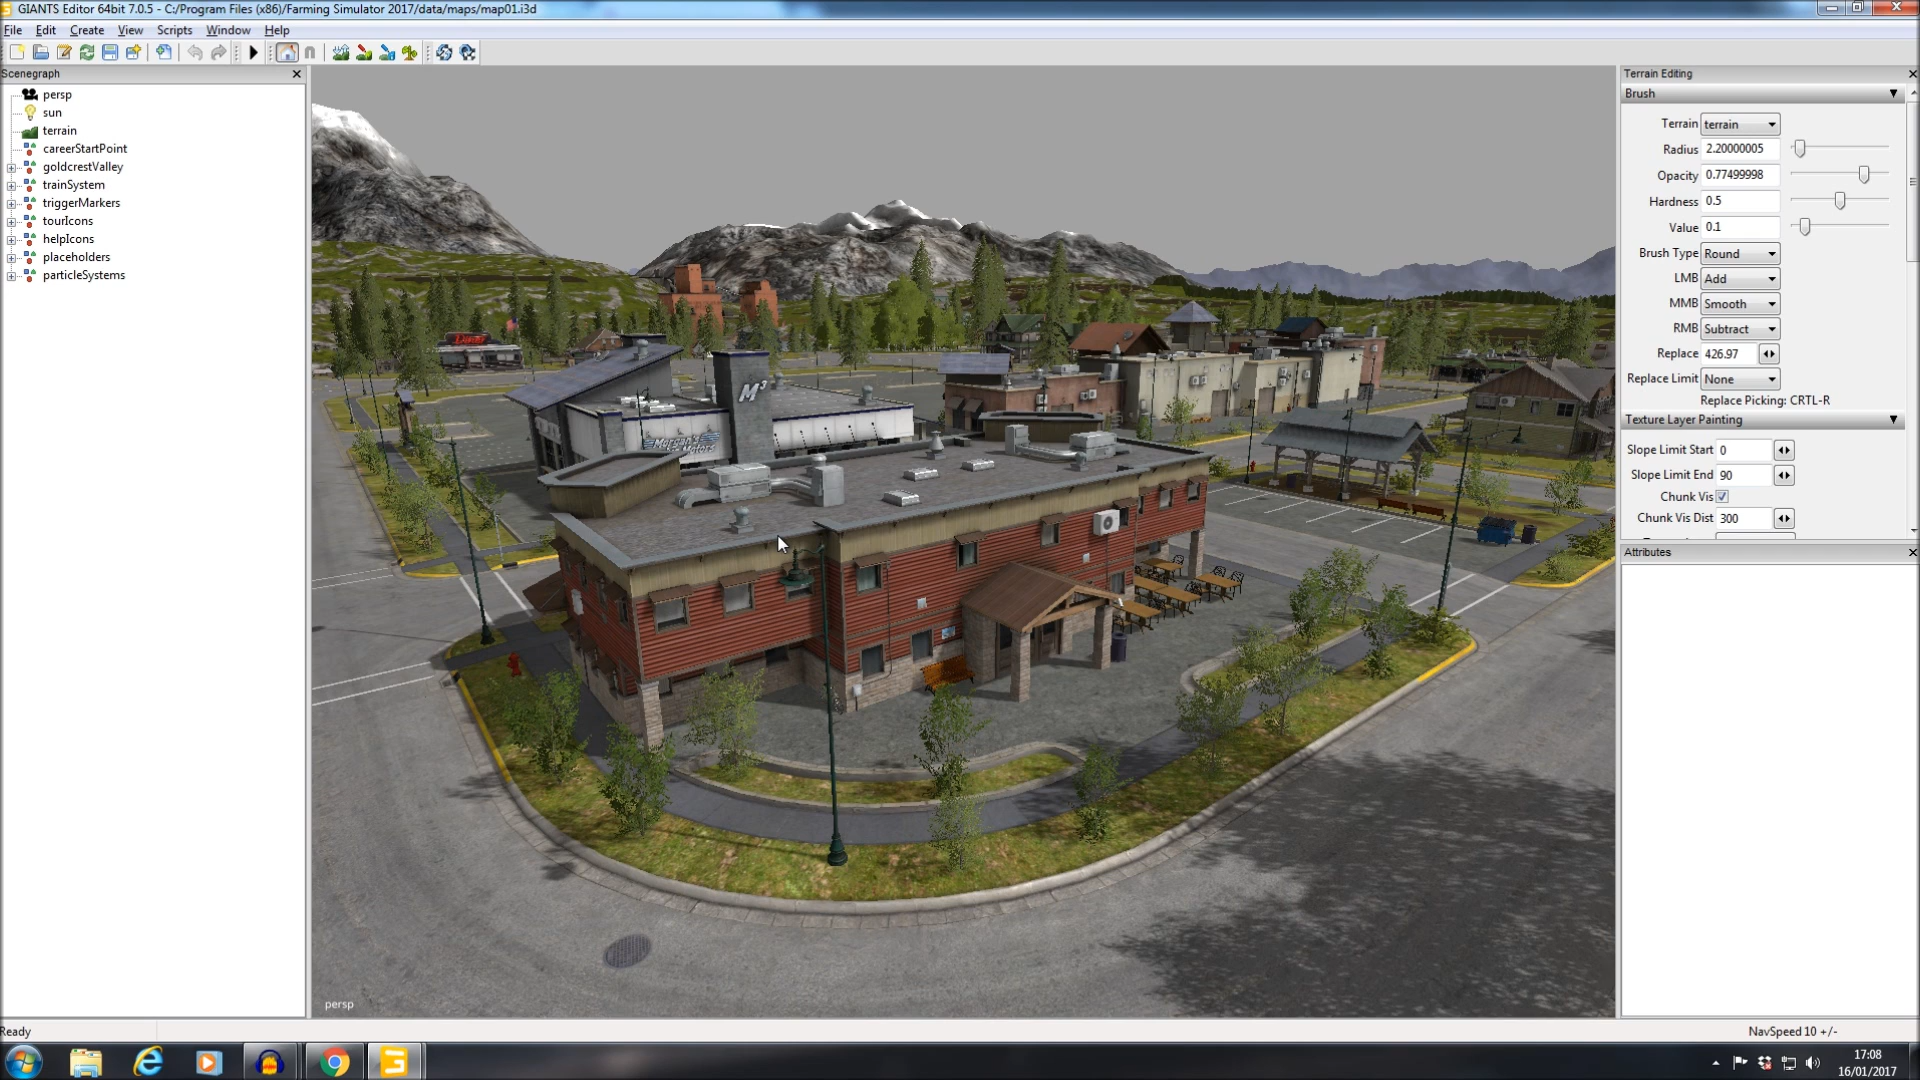 GIANTS Editor 64bit 7.0.5 - C:/Program Files (x86)/Farming Simulator 2017/data/maps/map01.i3d
File Edit Create View Scripts Window Help
Scenegraph
persp
sun
terrain
careerStartPoint
goldcrestValley
trainSystem
triggerMarkers
tourIcons
helpIcons
placeholders
particleSystems
M³
Morgan's
Motors
persp
Terrain Editing
Brush
Terrain terrain
Radius 2.20000005
Opacity 0.77499998
Hardness 0.5
Value 0.1
Brush Type Round
LMB Add
MMB Smooth
RMB Subtract
Replace 426.97
Replace Limit None
Replace Picking: CRTL-R
Texture Layer Painting
Slope Limit Start 0
Slope Limit End 90
Chunk Vis
Chunk Vis Dist 300
Attributes
Ready
NavSpeed 10 +/-
17:08
16/01/2017